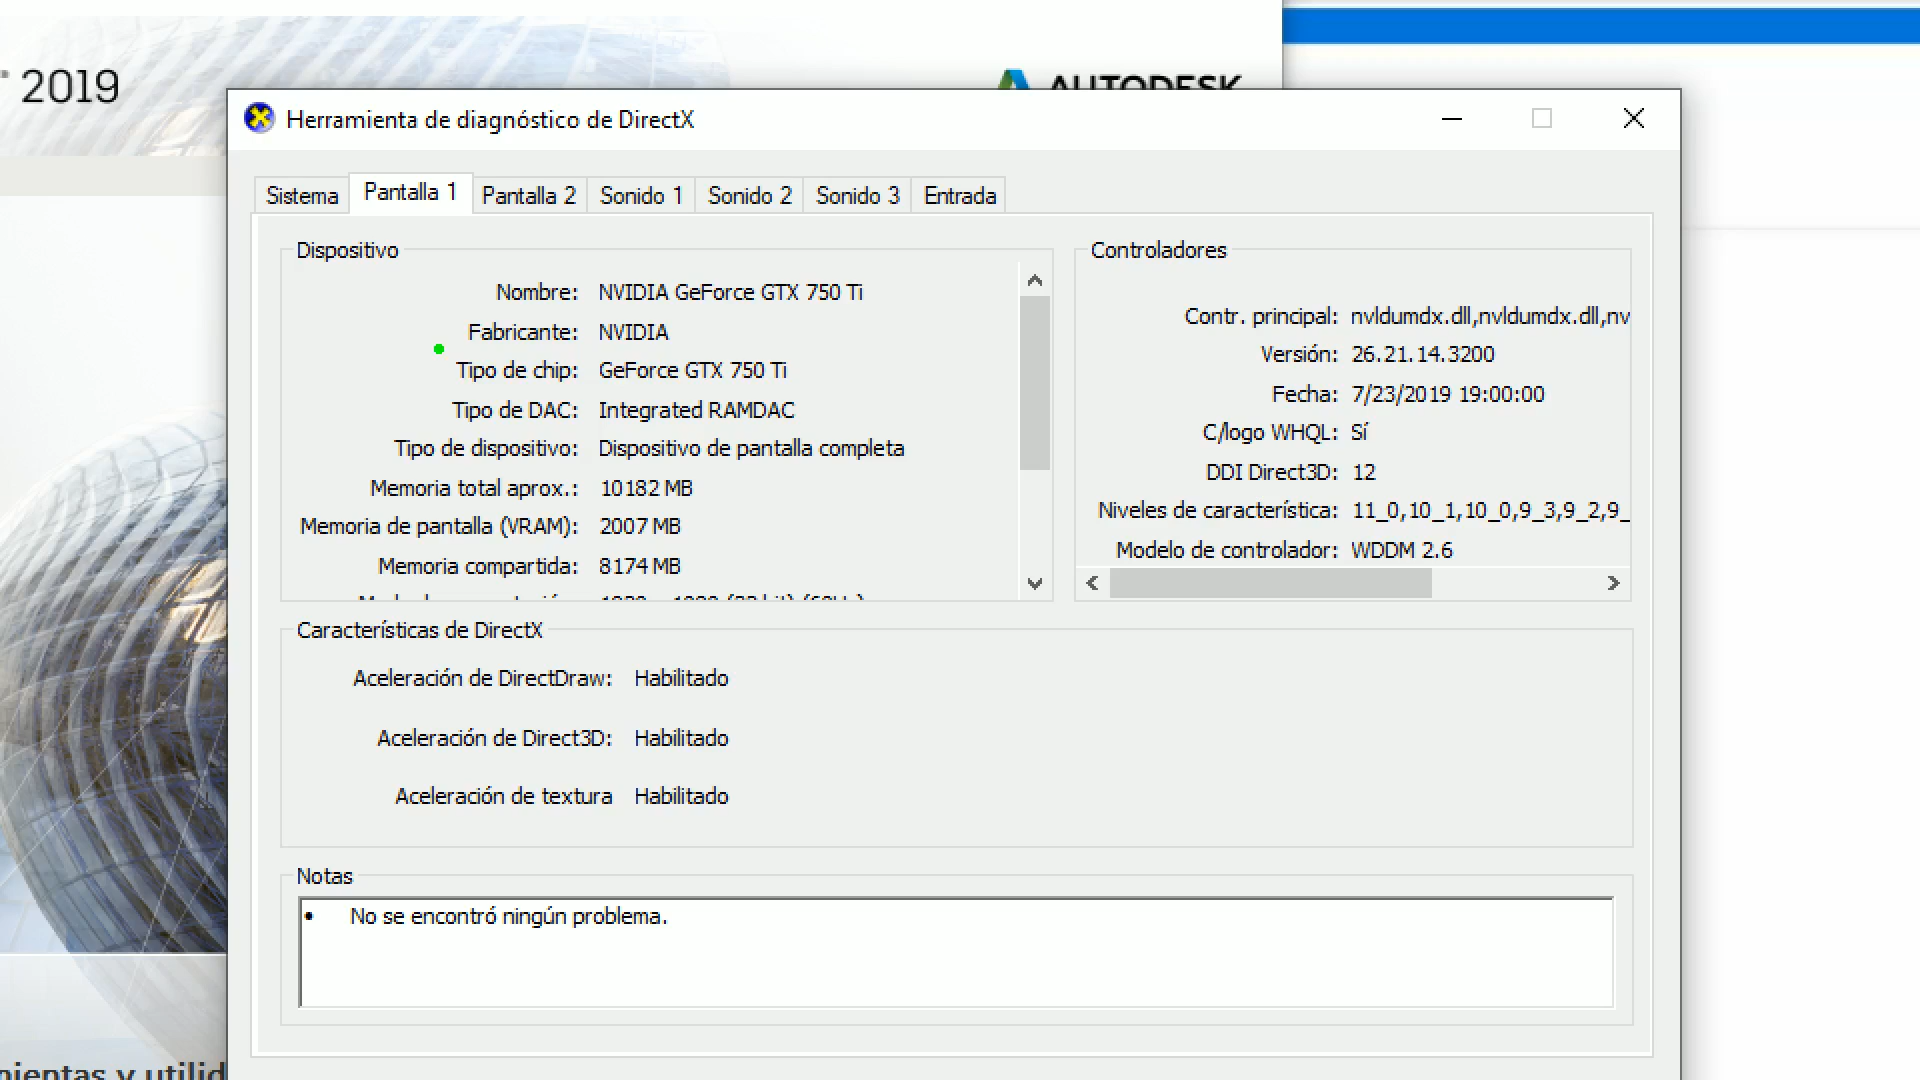 2019
AUTODESK
Herramienta de diagnóstico de DirectX
Sistema Pantalla 1 Pantalla 2 Sonido 1 Sonido 2 Sonido 3 Entrada
Dispositivo
Nombre: NVIDIA GeForce GTX 750 Ti
Fabricante: NVIDIA
Tipo de chip: GeForce GTX 750 Ti
Tipo de DAC: Integrated RAMDAC
Tipo de dispositivo: Dispositivo de pantalla completa
Memoria total aprox.: 10182 MB
Memoria de pantalla (VRAM): 2007 MB
Memoria compartida: 8174 MB
Controladores
Contr. principal: nvldumdx.dll,nvldumdx.dll,nv
Versión: 26.21.14.3200
Fecha: 7/23/2019 19:00:00
C/logo WHQL: Sí
DDI Direct3D: 12
Niveles de característica: 11_0,10_1,10_0,9_3,9_2,9_
Modelo de controlador: WDDM 2.6
Características de DirectX
Aceleración de DirectDraw: Habilitado
Aceleración de Direct3D: Habilitado
Aceleración de textura Habilitado
Notas
• No se encontró ningún problema.
mientas y utilid